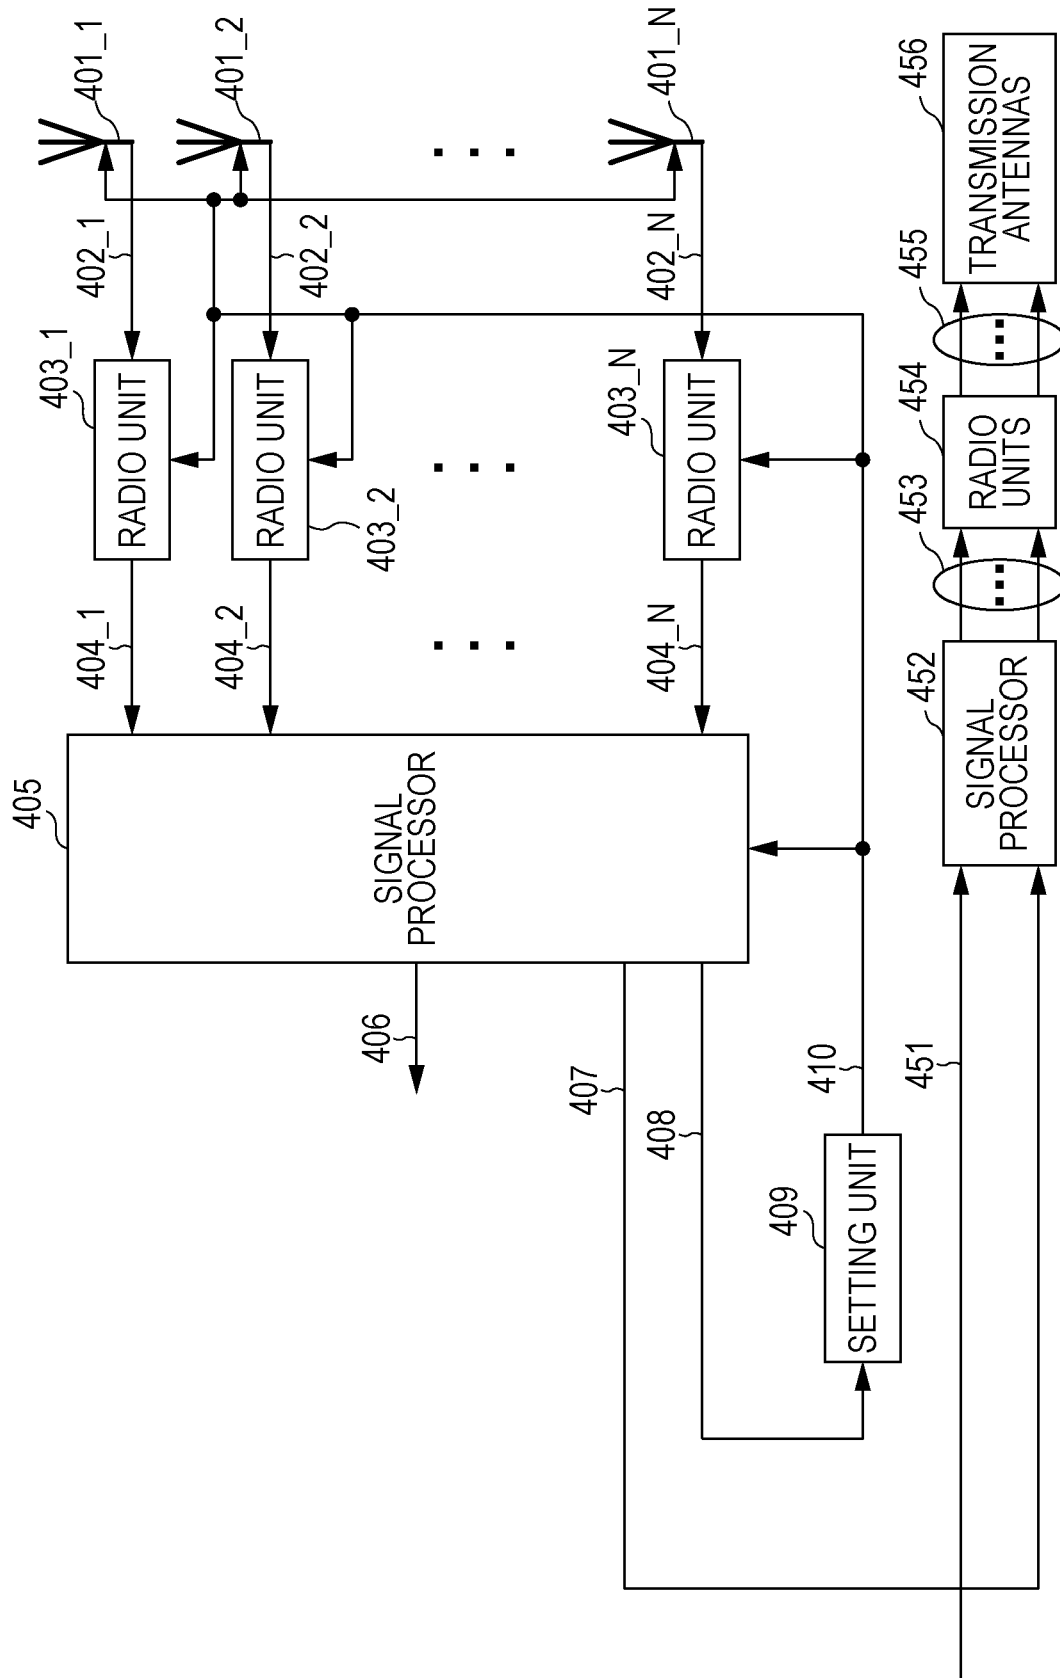 401_1
402_1
403_1
RADIO UNIT
404_1
401_2
402_2
RADIO UNIT
403_2
404_2
401_N
402_N
403_N
RADIO UNIT
404_N
405
SIGNAL
PROCESSOR
406
407
408
409
SETTING UNIT
410
451
452
SIGNAL
PROCESSOR
453
454
RADIO
UNITS
455
456
TRANSMISSION
ANTENNAS